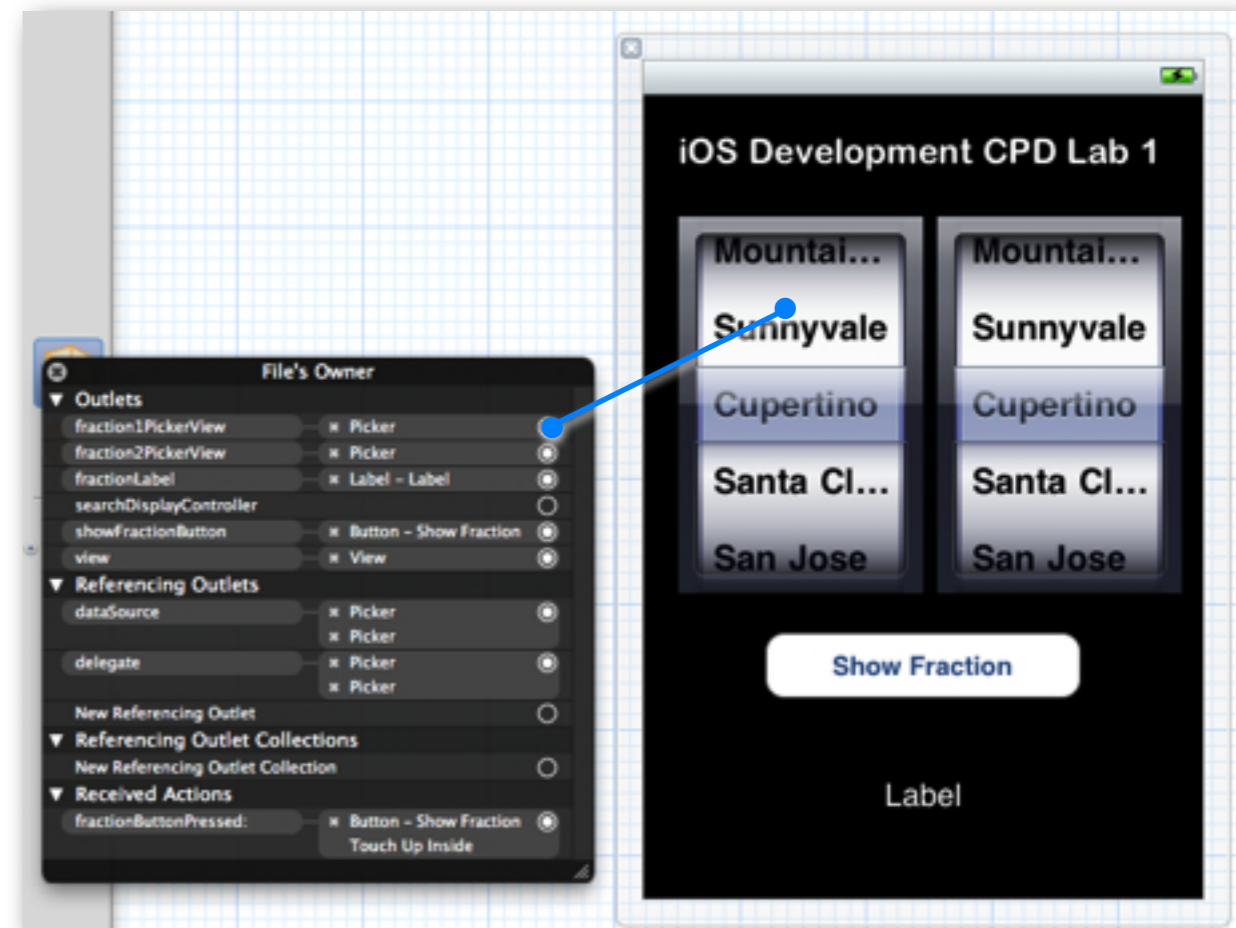 File's Owner
Outlets
fraction1PickerView Picker
fraction2PickerView Picker
fractionLabel Label - Label
searchDisplayController
showFractionButton Button - Show Fraction
view View
Referencing Outlets
dataSource Picker
Picker
delegate Picker
Picker
New Referencing Outlet
Referencing Outlet Collections
New Referencing Outlet Collection
Received Actions
fractionButtonPressed: Button - Show Fraction
Touch Up Inside
iOS Development CPD Lab 1
Mountai... Mountai...
Sunnyvale Sunnyvale
Cupertino Cupertino
Santa Cl... Santa Cl...
San Jose San Jose
Show Fraction
Label